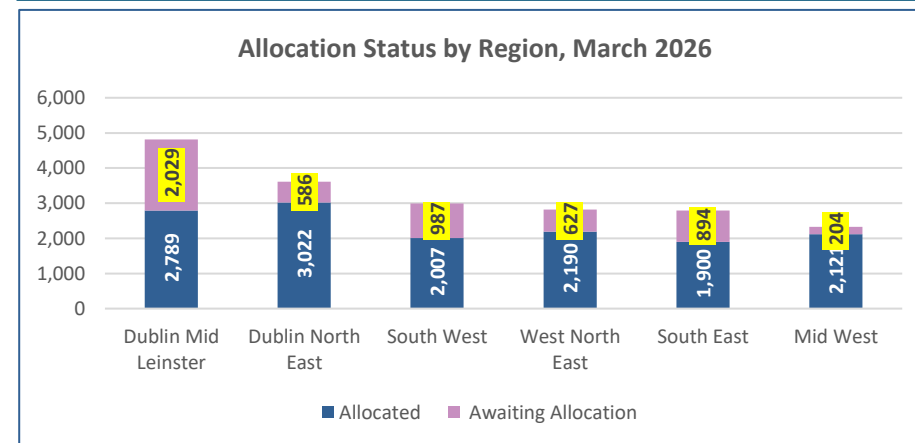 Allocation Status by Region, March 2026
6,000
5,000
4,000
3,000
2,000
1,000
0
2,029
2,789
586
3,022
987
2,007
627
2,190
894
1,900
204
2,121
Dublin Mid
Leinster
Dublin North
East
South West
West North
East
South East
Mid West
Allocated
Awaiting Allocation